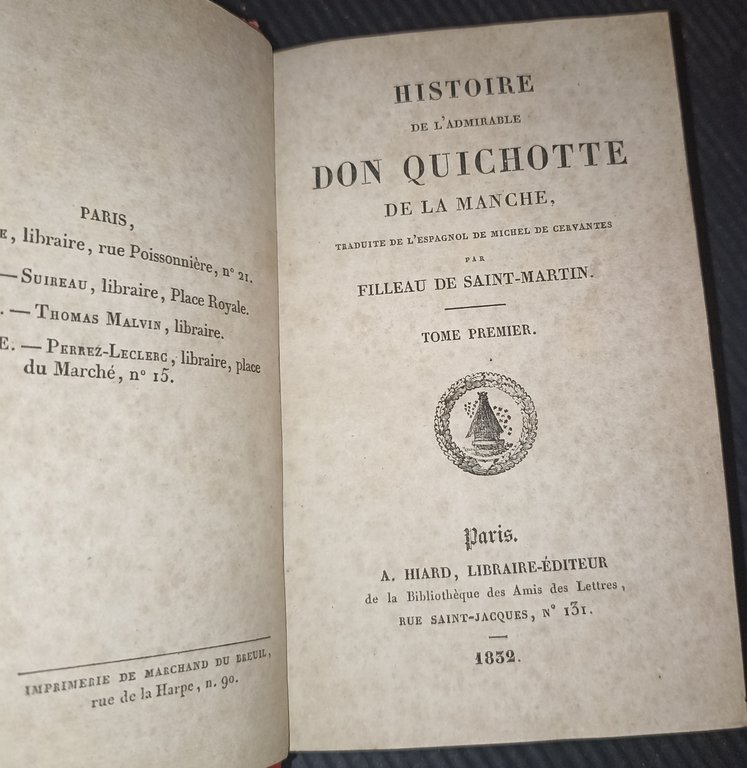 PARIS,
E, libraire, rue Poissonnière, n° 21.
—SUIREAU, libraire, Place Royale.
. — THOMAS MALVIN, libraire.
E. — PERREZ-LECLERC, libraire, place
du Marché, n° 15.
IMPRIMERIE DE MARCHAND DU BREUIL,
rue de la Harpe, n. 90.
HISTOIRE
DE L'ADMIRABLE
DON QUICHOTTE
DE LA MANCHE,
TRADUITE DE L'ESPAGNOL DE MICHEL DE CERVANTES
PAR
FILLEAU DE SAINT-MARTIN.
TOME PREMIER.
Paris.
A. HIARD, LIBRAIRE-ÉDITEUR
de la Bibliothèque des Amis des Lettres,
RUE SAINT-JACQUES, N° 131.
1832.